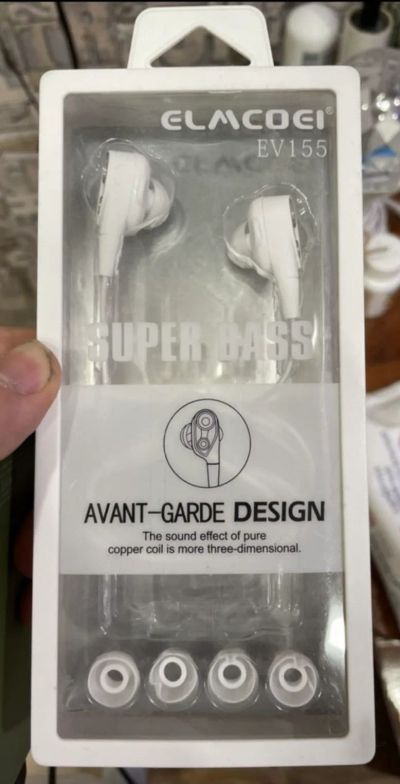 ELMCOEI®
EV155
SUPER BASS
AVANT-GARDE DESIGN
The sound effect of pure
copper coil is more three-dimensional.